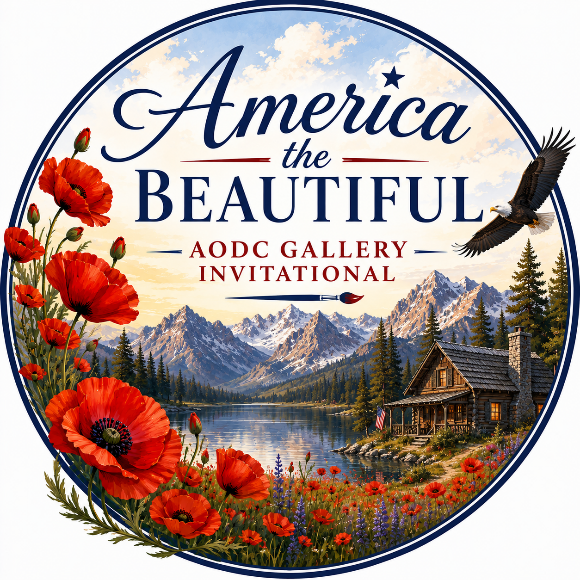 America
the
BEAUTIFUL
AODC GALLERY
INVITATIONAL